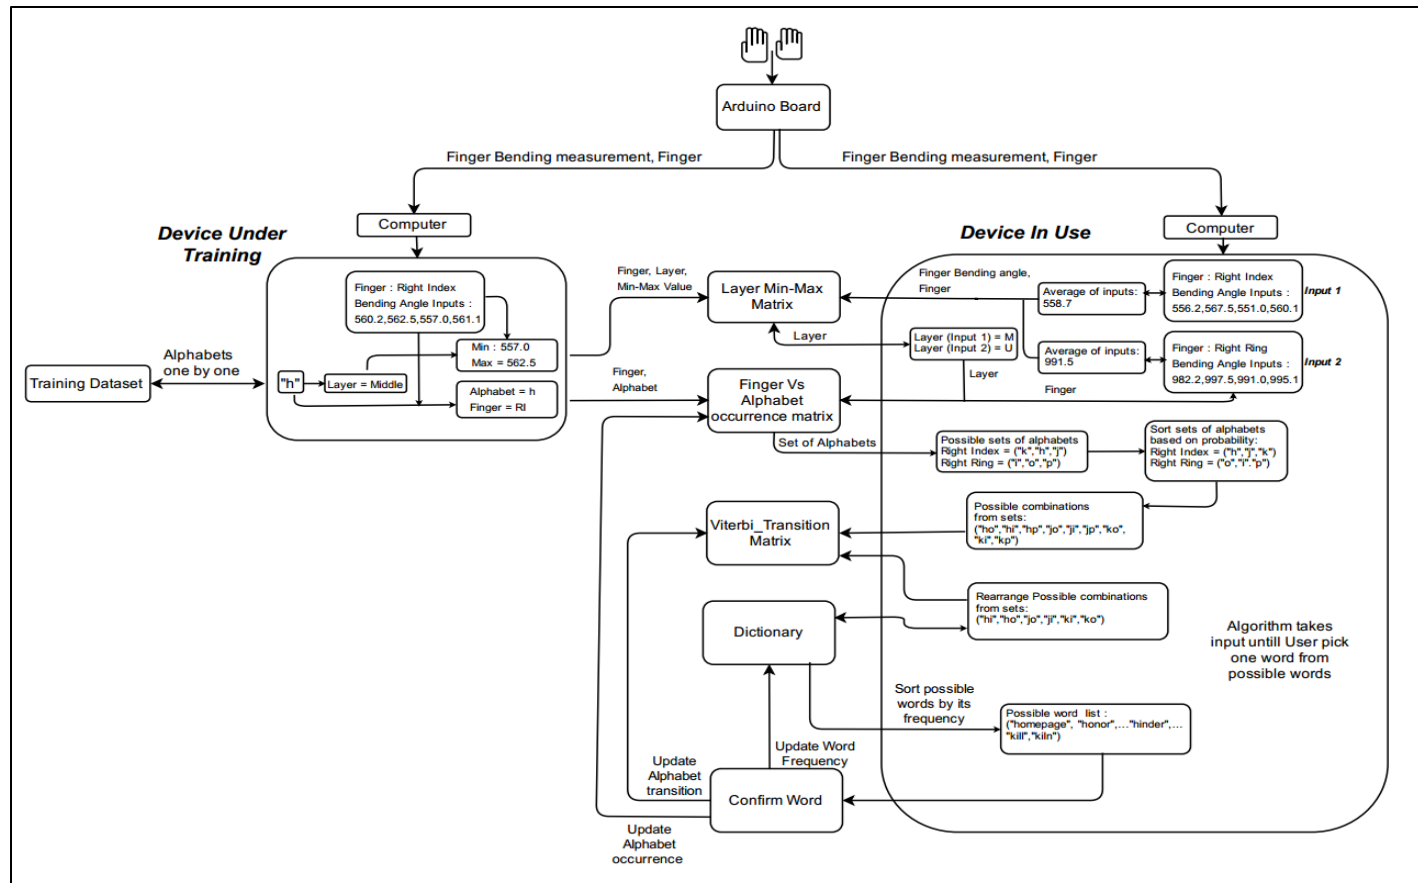 Arduino Board
Finger Bending measurement, Finger
Finger Bending measurement, Finger
Computer
Computer
Device Under
Training
Device In Use
Finger : Right Index
Bending Angle Inputs :
560.2,562.5,557.0,561.1
Min : 557.0
Max = 562.5
"h"
Layer = Middle
Alphabet = h
Finger = RI
Training Dataset
Alphabets
one by one
Finger, Layer,
Min-Max Value
Finger,
Alphabet
Layer Min-Max
Matrix
Layer
Finger Vs
Alphabet
occurrence matrix
Set of Alphabets
Finger Bending angle,
Finger
Average of inputs:
558.7
Finger : Right Index
Bending Angle Inputs :
556.2,567.5,551.0,560.1
Input 1
Layer (Input 1) = M
Layer (Input 2) = U
Layer
Average of inputs:
991.5
Finger : Right Ring
Bending Angle Inputs :
982.2,997.5,991.0,995.1
Input 2
Finger
Possible sets of alphabets
Right Index = ("k","h","j")
Right Ring = ("i","o","p")
Sort sets of alphabets
based on probability:
Right Index = ("h","j","k")
Right Ring = ("o","i"."p")
Possible combinations
from sets:
("ho","hi","hp","jo","ji","jp","ko",
"ki","kp")
Viterbi_Transition
Matrix
Rearrange Possible combinations
from sets:
("hi","ho","jo","ji","ki","ko")
Dictionary
Algorithm takes
input untill User pick
one word from
possible words
Sort possible
words by its
frequency
Possible word list :
("homepage", "honor",..."hinder",...
"kill","kiln")
Update Word
Frequency
Update
Alphabet
transition
Confirm Word
Update
Alphabet
occurrence